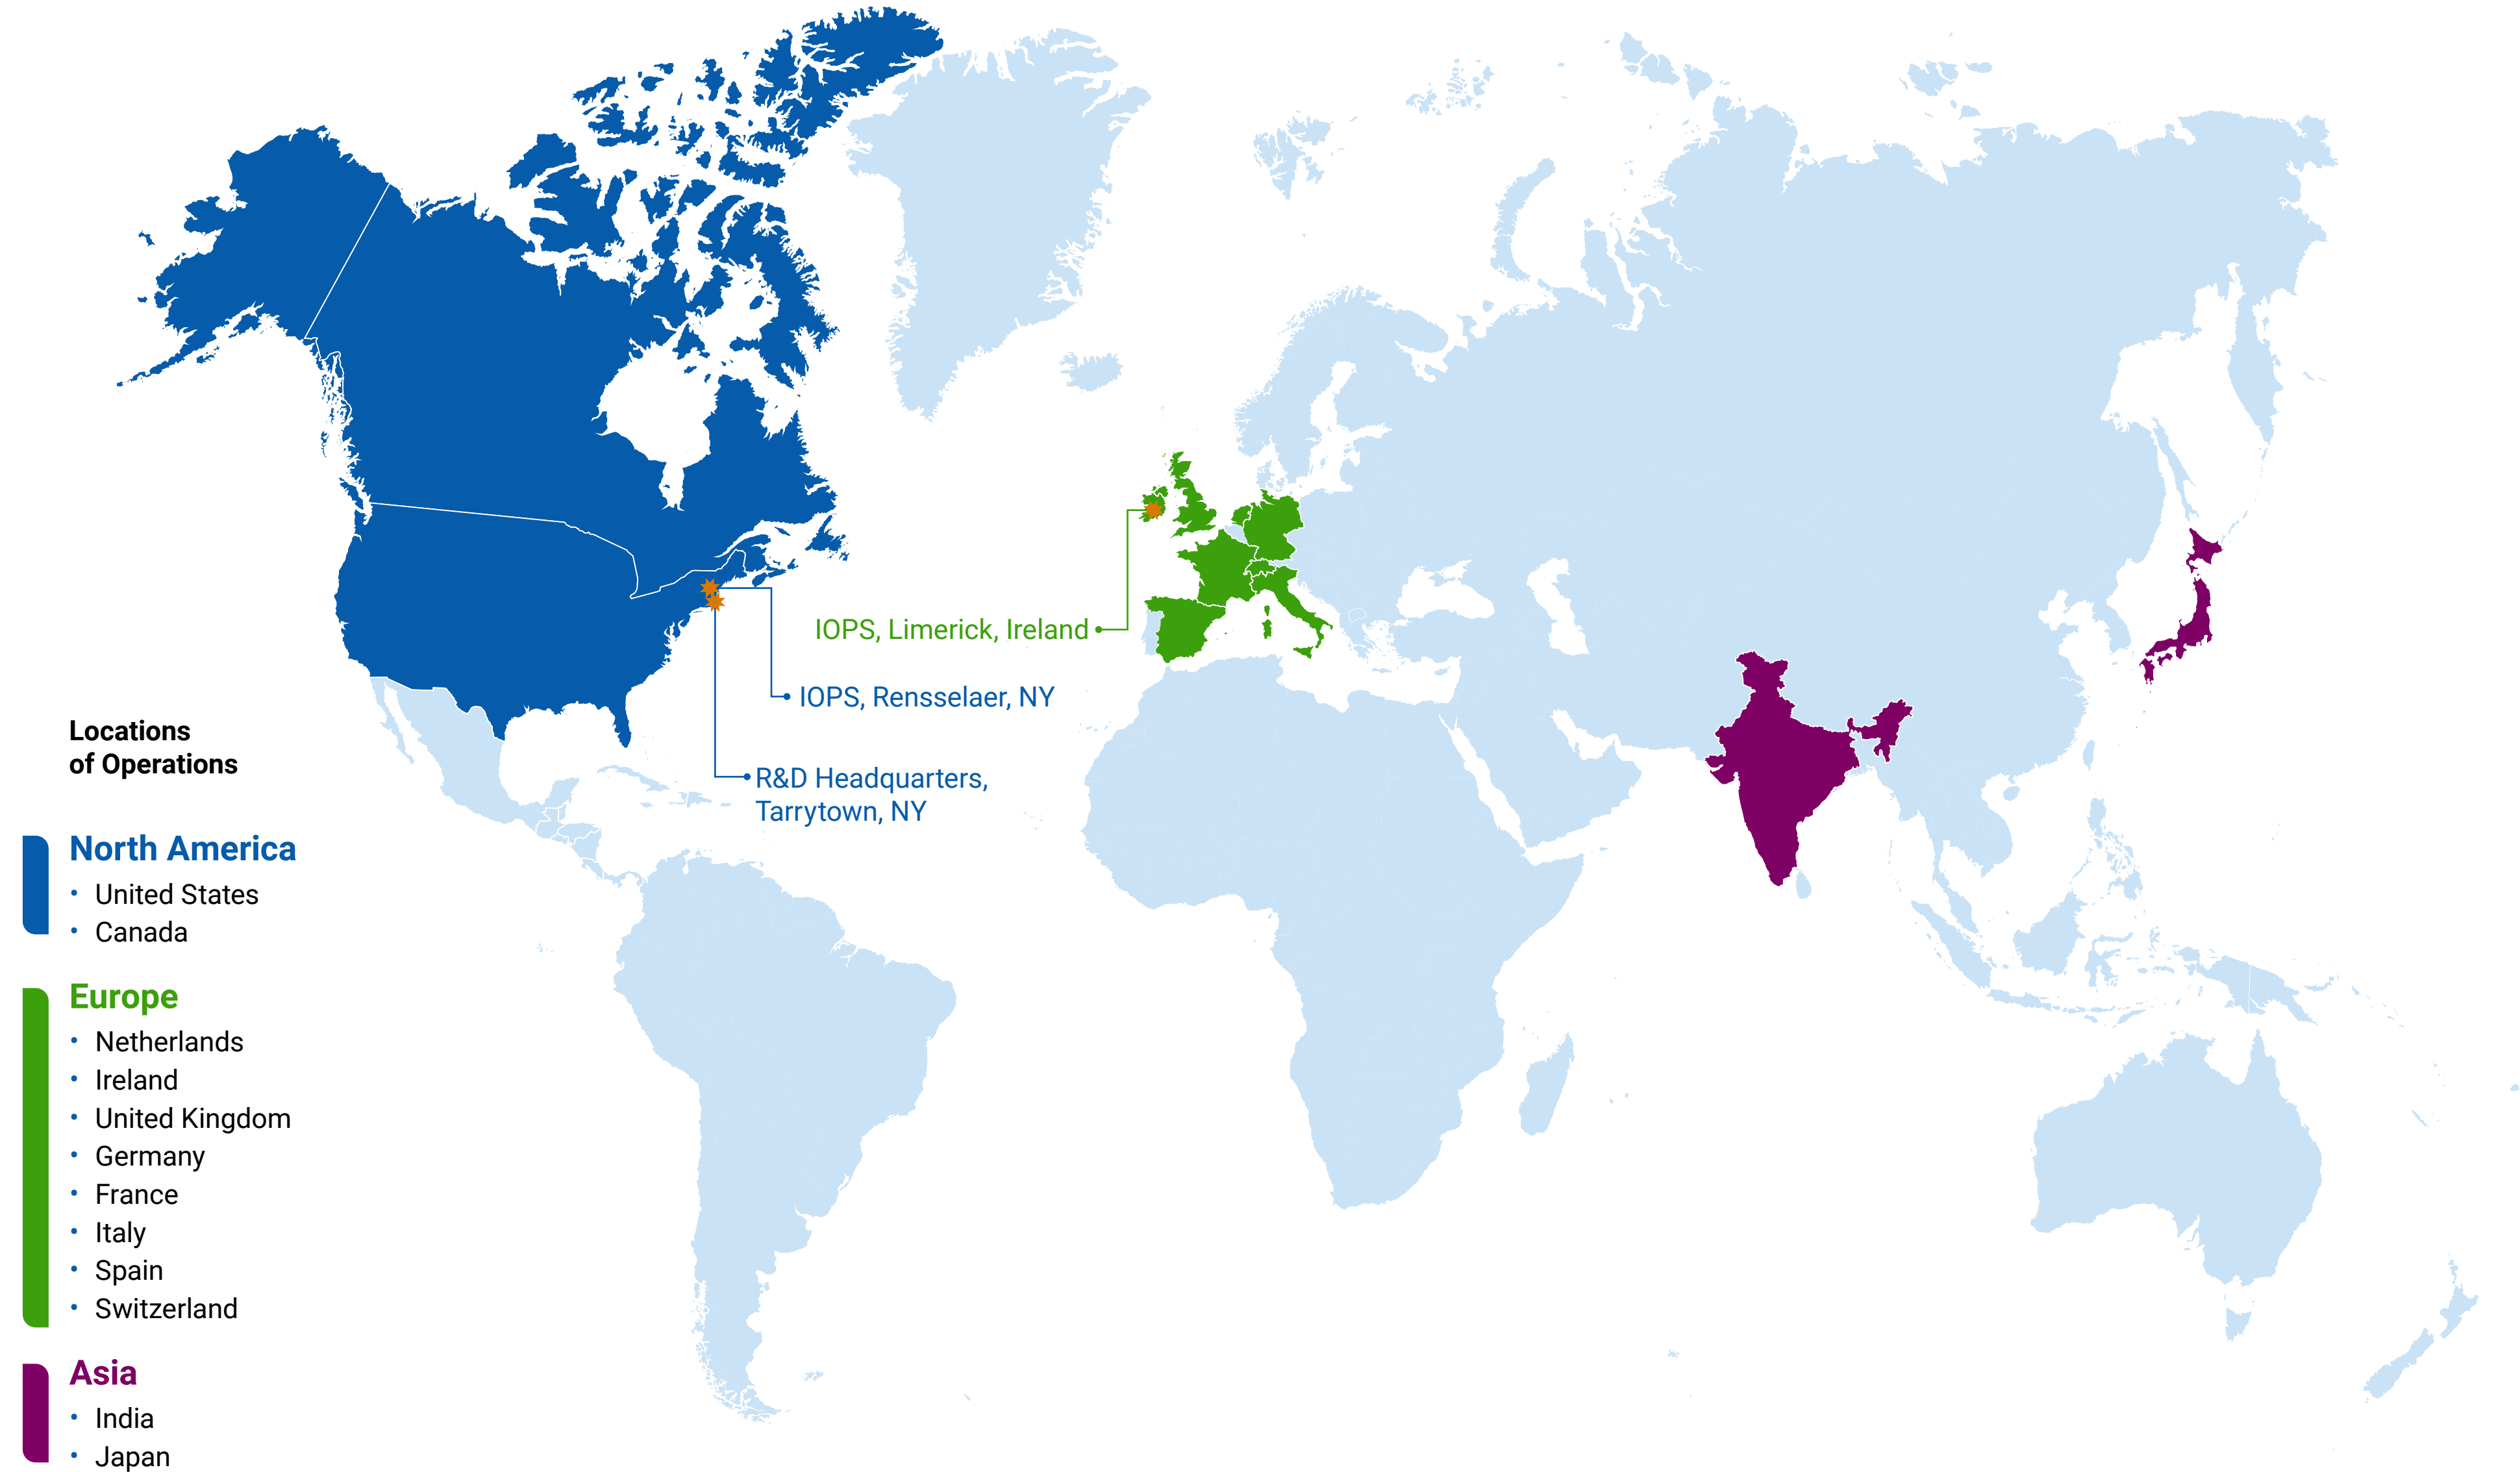 IOPS, Limerick, Ireland
IOPS, Rensselaer, NY
R&D Headquarters,
Tarrytown, NY
Locations
of Operations
North America
• United States
• Canada
Europe
• Netherlands
• Ireland
• United Kingdom
• Germany
• France
• Italy
• Spain
• Switzerland
Asia
• India
• Japan